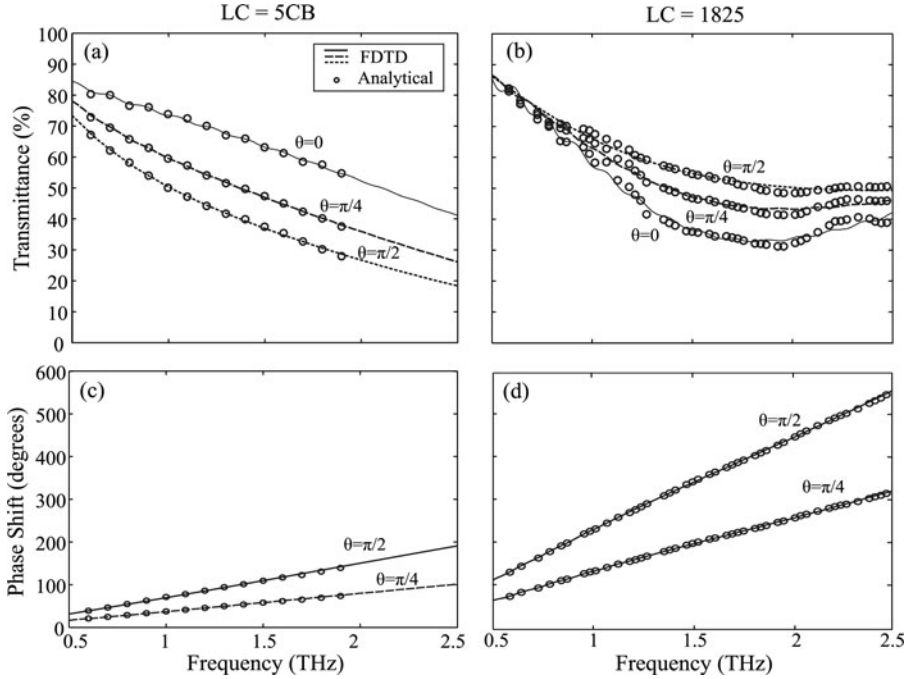 LC = 5CB
LC = 1825
100
90
80
70
60
50
40
30
20
10
0
Transmittance (%)
(a)
FDTD
Analytical
θ=0
θ=π/4
θ=π/2
(b)
θ=π/2
θ=π/4
θ=0
600
500
400
300
200
100
0
Phase Shift (degrees)
(c)
θ=π/2
θ=π/4
0.5
1
1.5
2
2.5
Frequency (THz)
(d)
θ=π/2
θ=π/4
0.5
1
1.5
2
2.5
Frequency (THz)